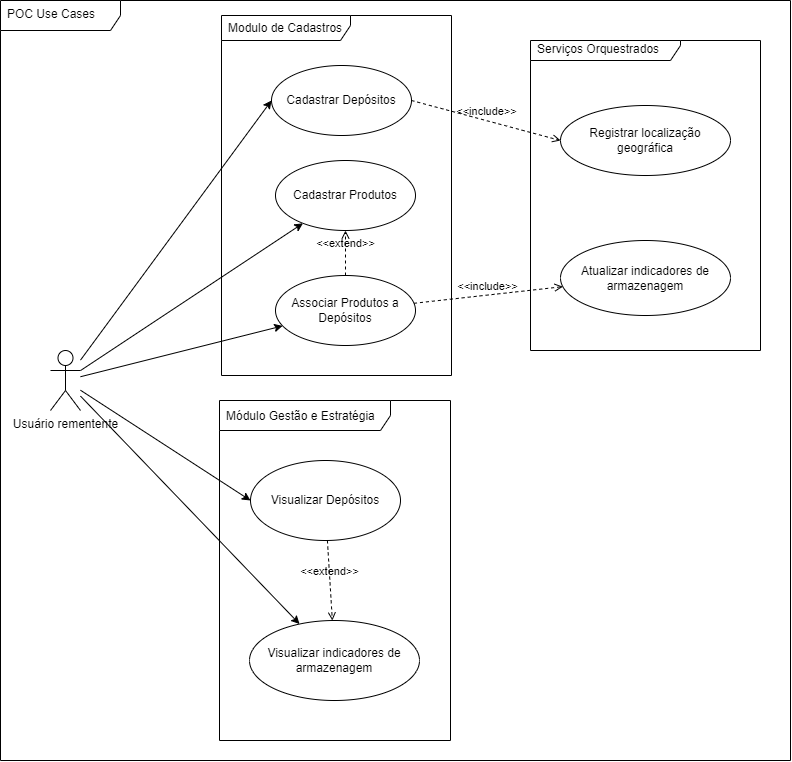 POC Use Cases
Modulo de Cadastros
Serviços Orquestrados
Cadastrar Depósitos
<<include>>
Registrar localização
geográfica
Cadastrar Produtos
<<extend>>
Associar Produtos a
Depósitos
<<include>>
Atualizar indicadores de
armazenagem
Usuário rementente
Módulo Gestão e Estratégia
Visualizar Depósitos
<<extend>>
Visualizar indicadores de
armazenagem